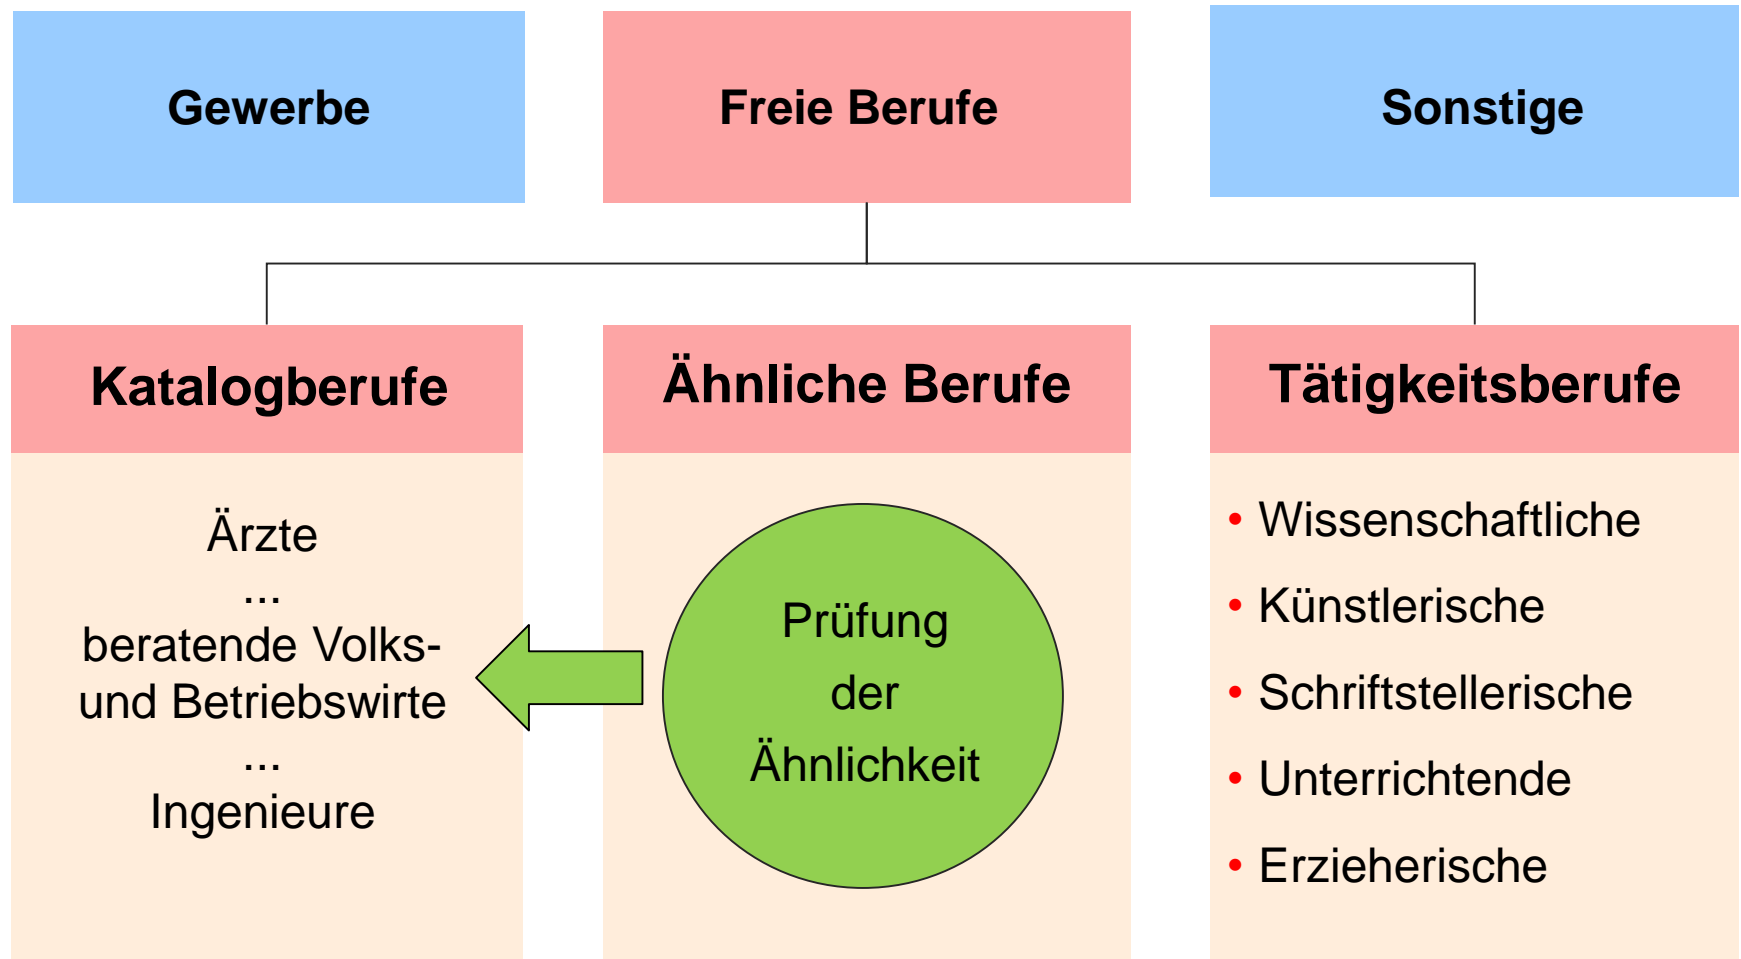 Gewerbe
Freie Berufe
Sonstige
Katalogberufe
Ähnliche Berufe
Tätigkeitsberufe
Ärzte
...
beratende Volks-
und Betriebswirte
...
Ingenieure
Prüfung
der
Ähnlichkeit
• Wissenschaftliche
• Künstlerische
• Schriftstellerische
• Unterrichtende
• Erzieherische